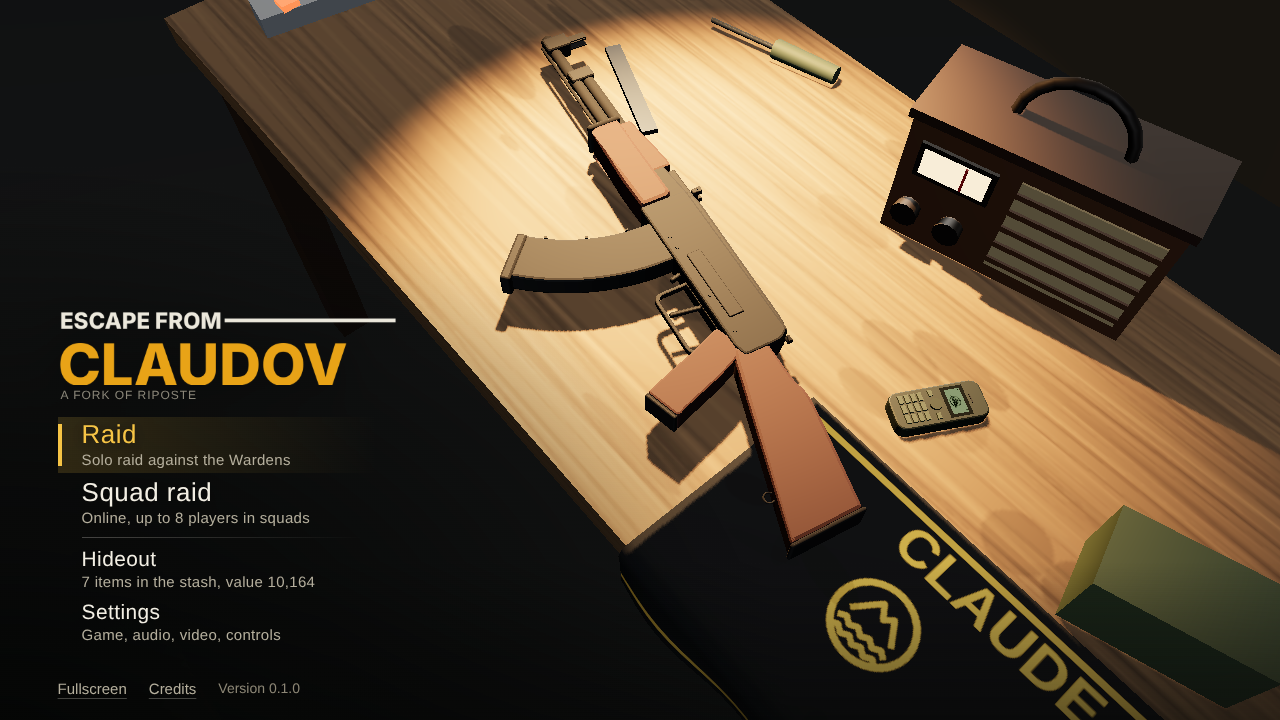 ESCAPE FROM
CLAUDOV
A FORK OF RIPOSTE
Raid
Solo raid against the Wardens
Squad raid
Online, up to 8 players in squads
Hideout
7 items in the stash, value 10,164
Settings
Game, audio, video, controls
Fullscreen
Credits
Version 0.1.0
CLAUDE